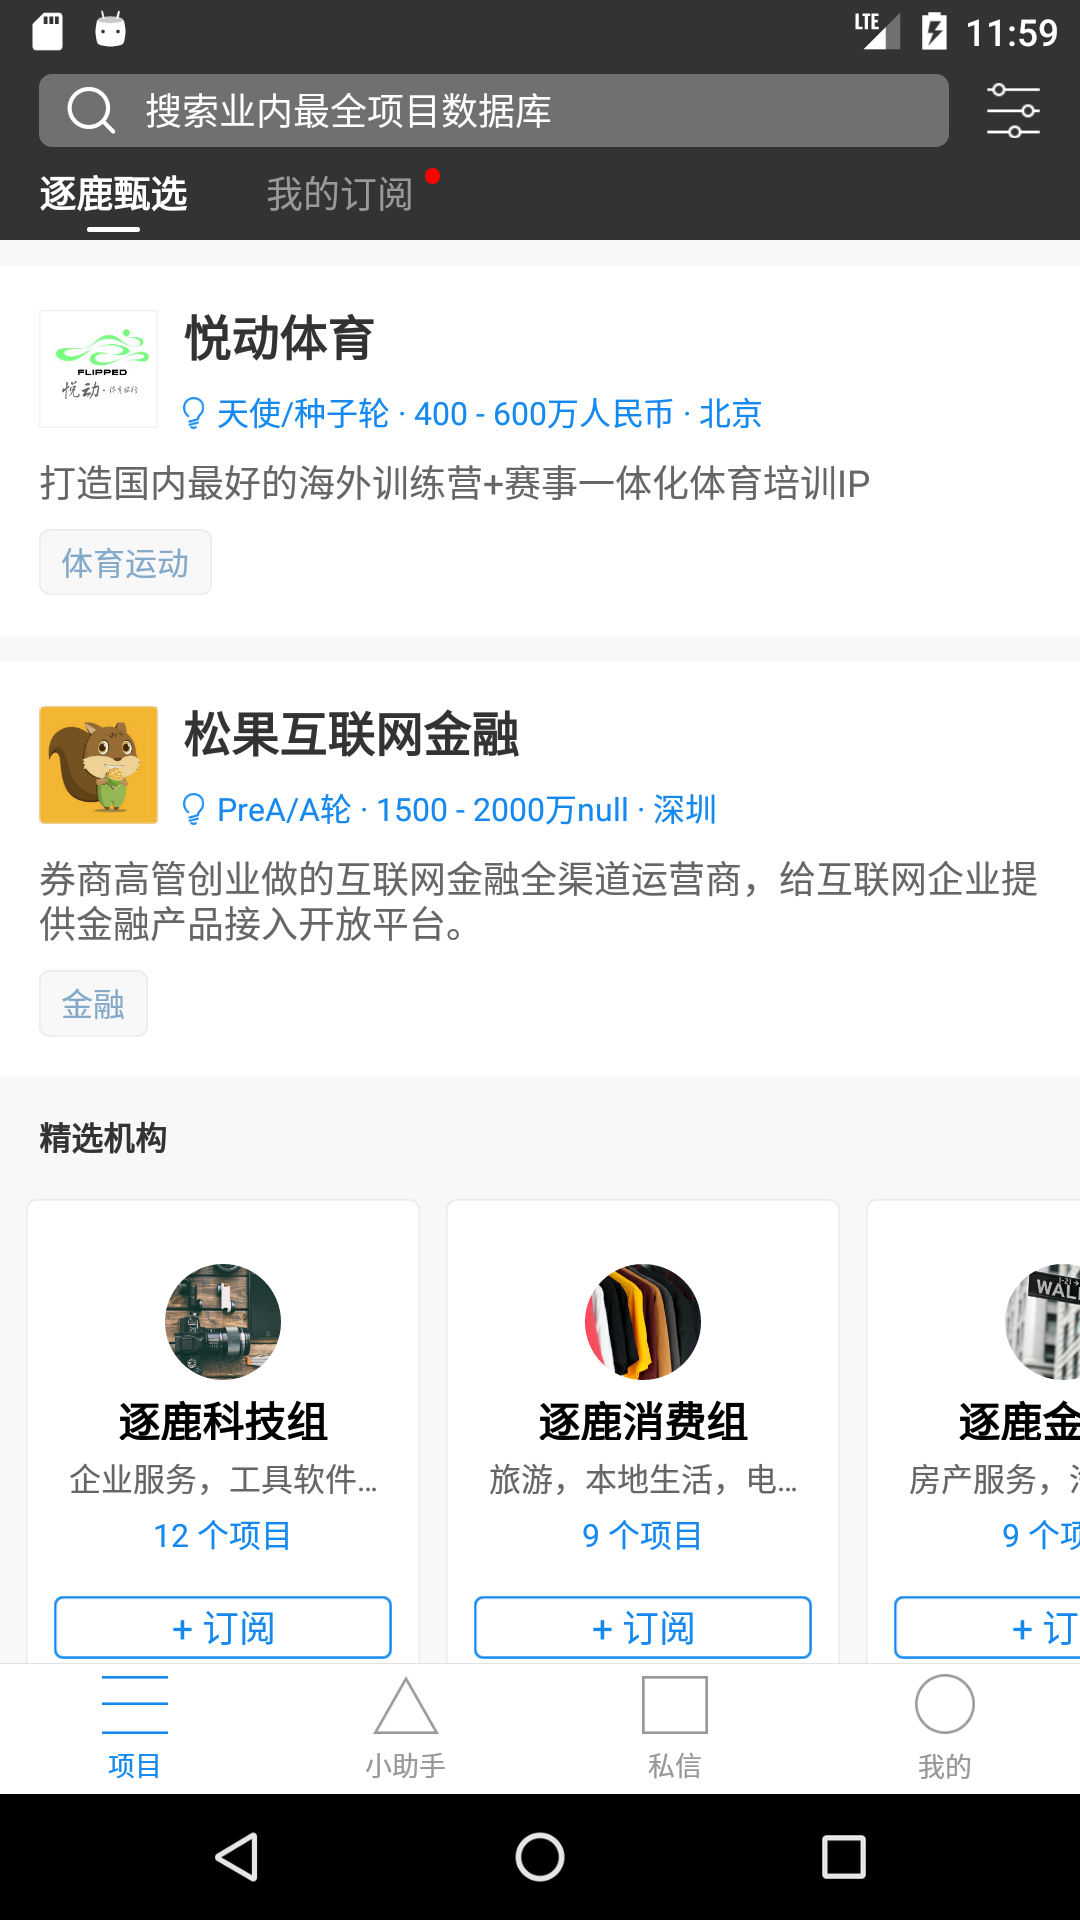 LTE 11:59
搜索业内最全项目数据库
逐鹿甄选 我的订阅
悦动体育
FLIPPED
悦动·体育旅行
天使/种子轮 · 400 - 600万人民币 · 北京
打造国内最好的海外训练营+赛事一体化体育培训IP
体育运动
松果互联网金融
PreA/A轮 · 1500 - 2000万null · 深圳
券商高管创业做的互联网金融全渠道运营商，给互联网企业提
供金融产品接入开放平台。
金融
精选机构
WALL
逐鹿科技组 逐鹿消费组 逐鹿金
企业服务，工具软件... 旅游，本地生活，电... 房产服务，
12 个项目 9 个项目 9 个项
+ 订阅 + 订阅 + 订
项目 小助手 私信 我的